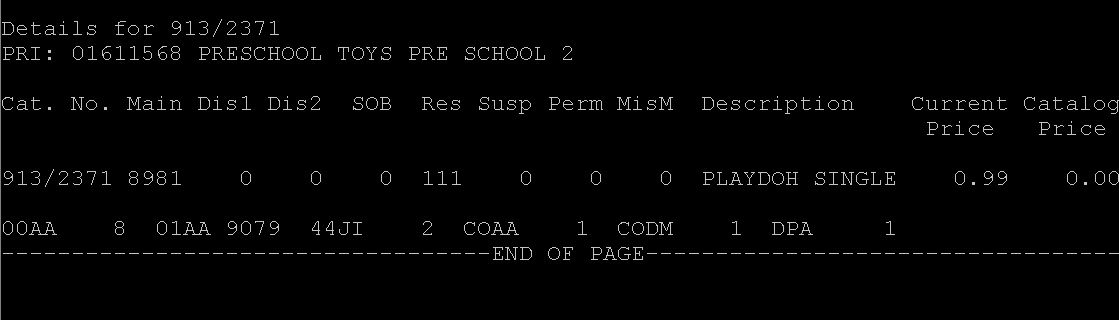 Details for 913/2371
PRI: 01611568 PRESCHOOL TOYS PRE SCHOOL 2
Cat. No. Main Dis1 Dis2 SOB Res Susp Perm MisM Description Current Catalog
Price Price
913/2371 8981 0 0 0 111 0 0 0 PLAYDOH SINGLE 0.99 0.00
00AA 8 01AA 9079 44JI 2 COAA 1 CODM 1 DPA 1
-----------------------------------END OF PAGE----------------------------------